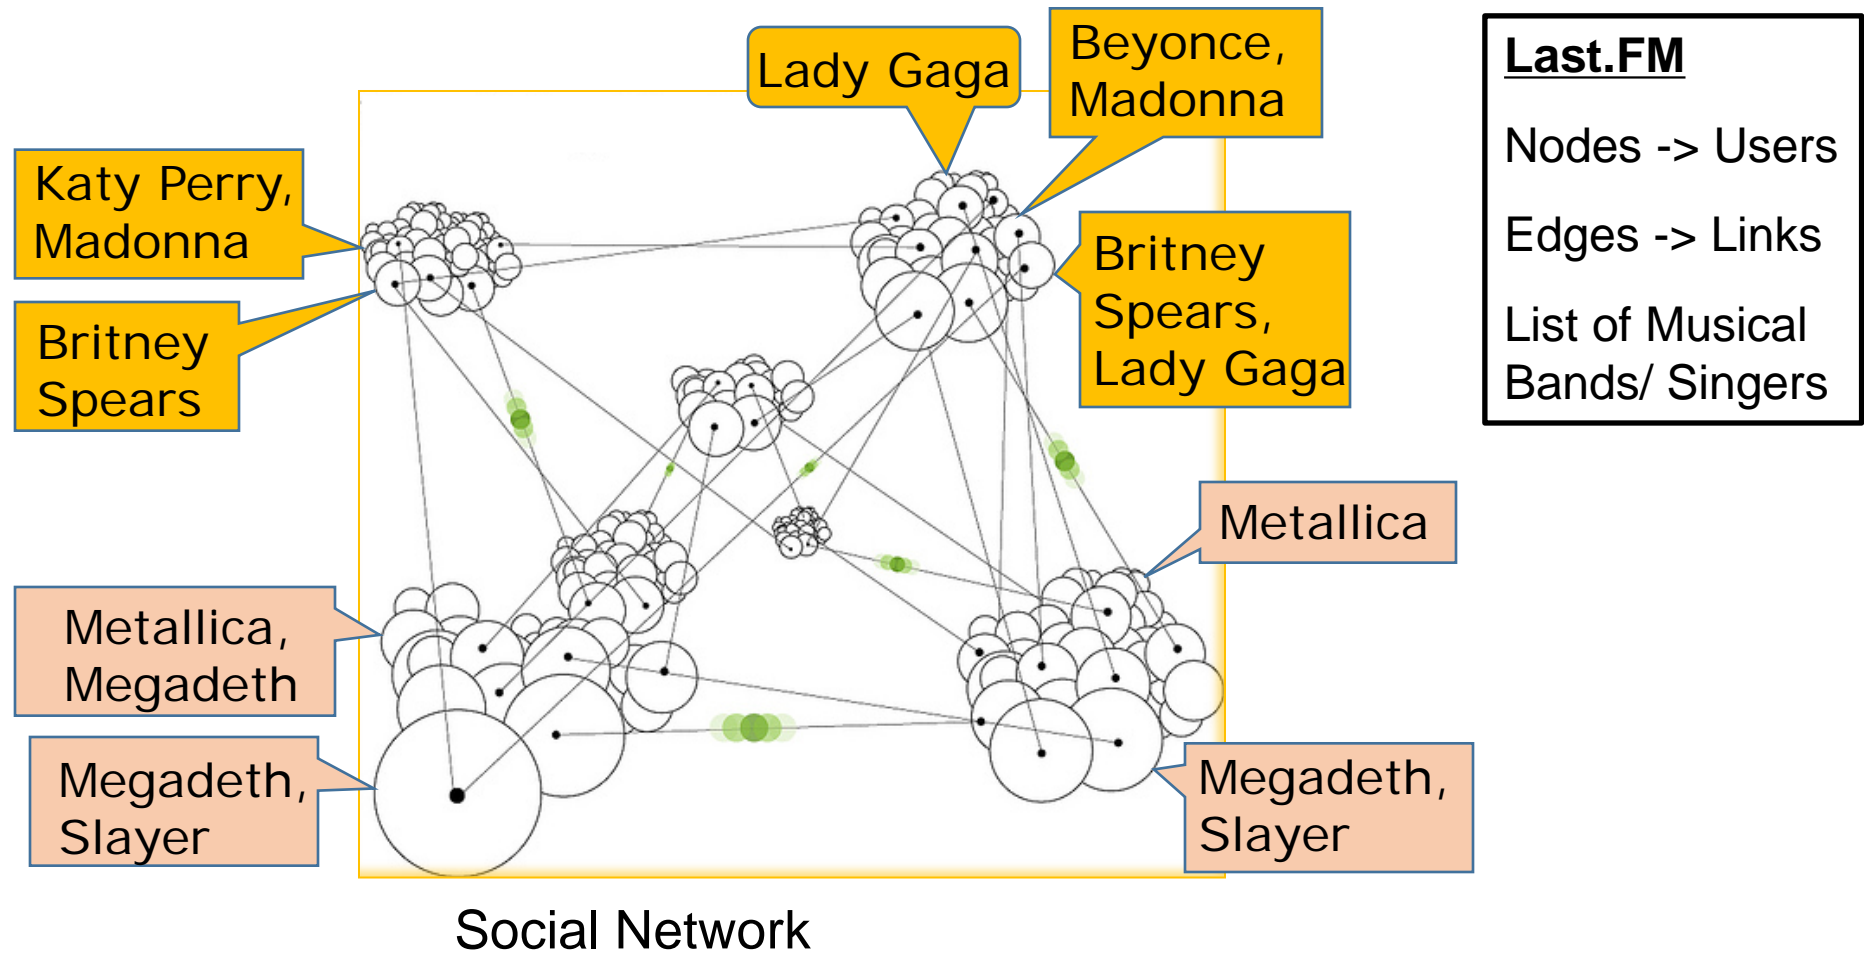 Lady Gaga
Beyonce,
Madonna
Katy Perry,
Madonna
Britney
Spears
Britney
Spears,
Lady Gaga
Metallica
Metallica,
Megadeth
Megadeth,
Slayer
Megadeth,
Slayer
Social Network
Last.FM
Nodes -> Users
Edges -> Links
List of Musical
Bands/ Singers